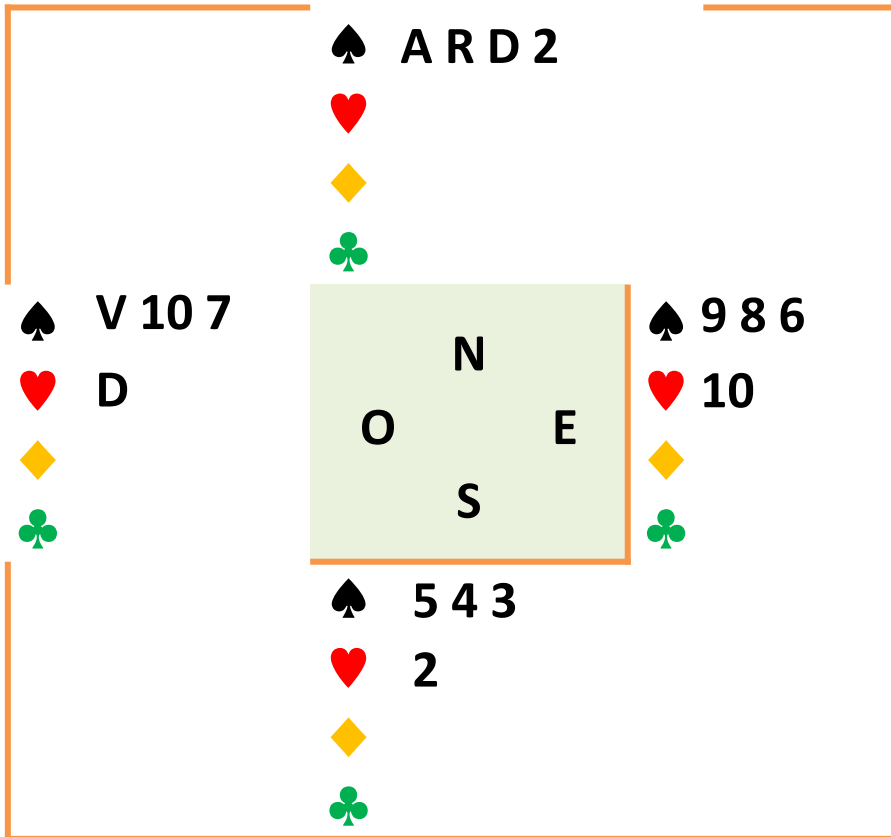 ♠ A R D 2
♥
♦
♣
♠ V 10 7
♥ D
♦
♣
N
O E
S
♠ 9 8 6
♥ 10
♦
♣
♠ 5 4 3
♥ 2
♦
♣